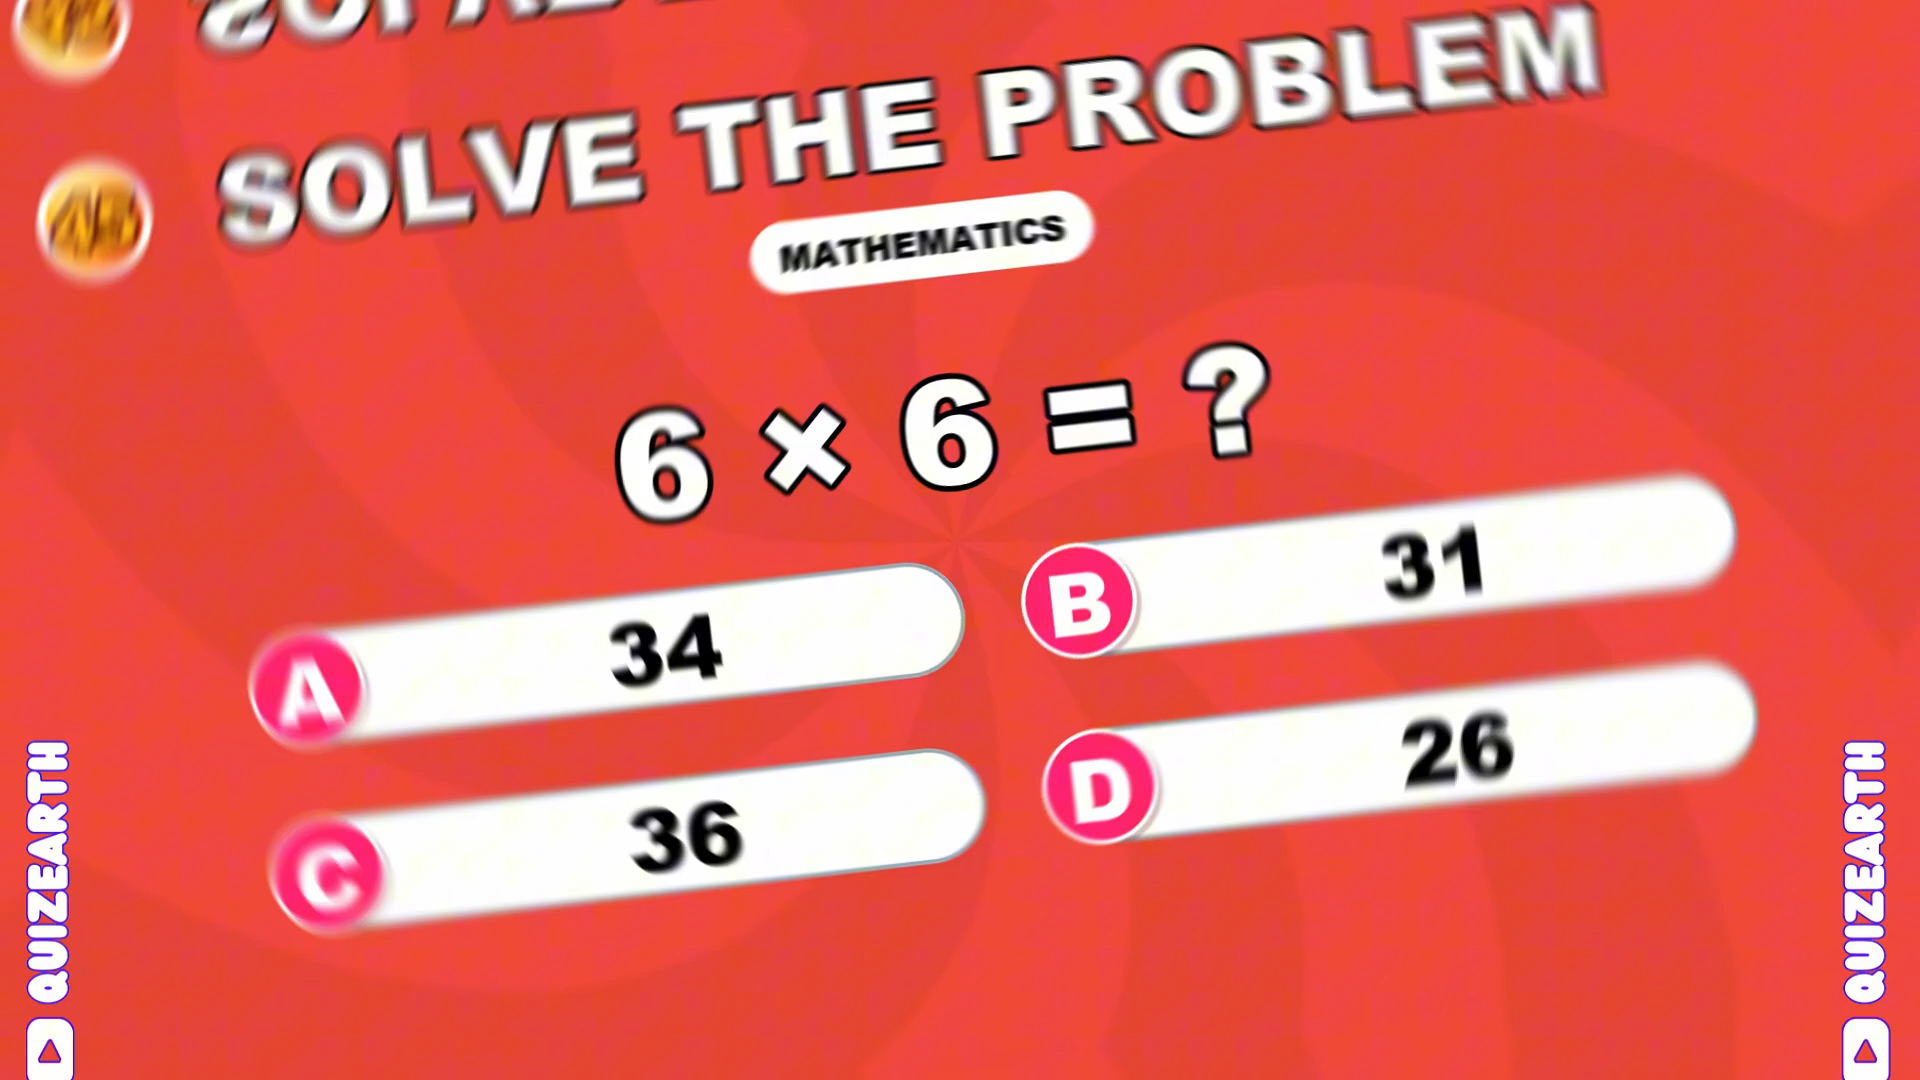 SOLVE THE PROBLEM
MATHEMATICS
6 × 6 = ?
A 34
B 31
C 36
D 26
QUIZEARTH
QUIZEARTH